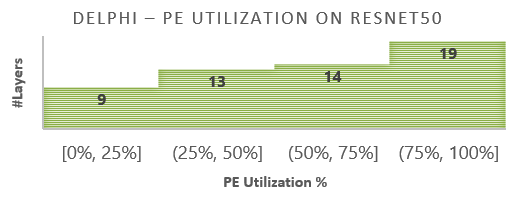 DELPHI – PE UTILIZATION ON RESNET50
#Layers
9
13
14
19
[0%, 25%] (25%, 50%] (50%, 75%] (75%, 100%]
PE Utilization %